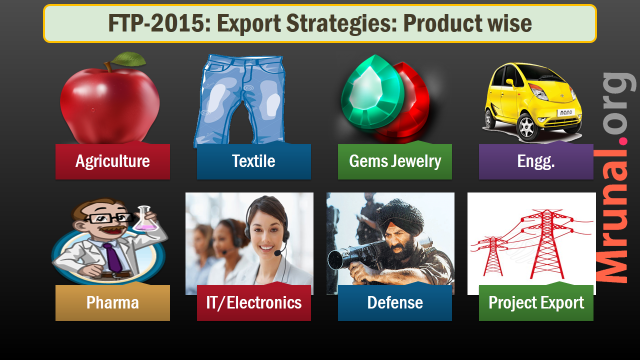 FTP-2015: Export Strategies: Product wise
Agriculture
Textile
Gems Jewelry
Engg.
Pharma
IT/Electronics
Defense
Project Export
Mrunal.org